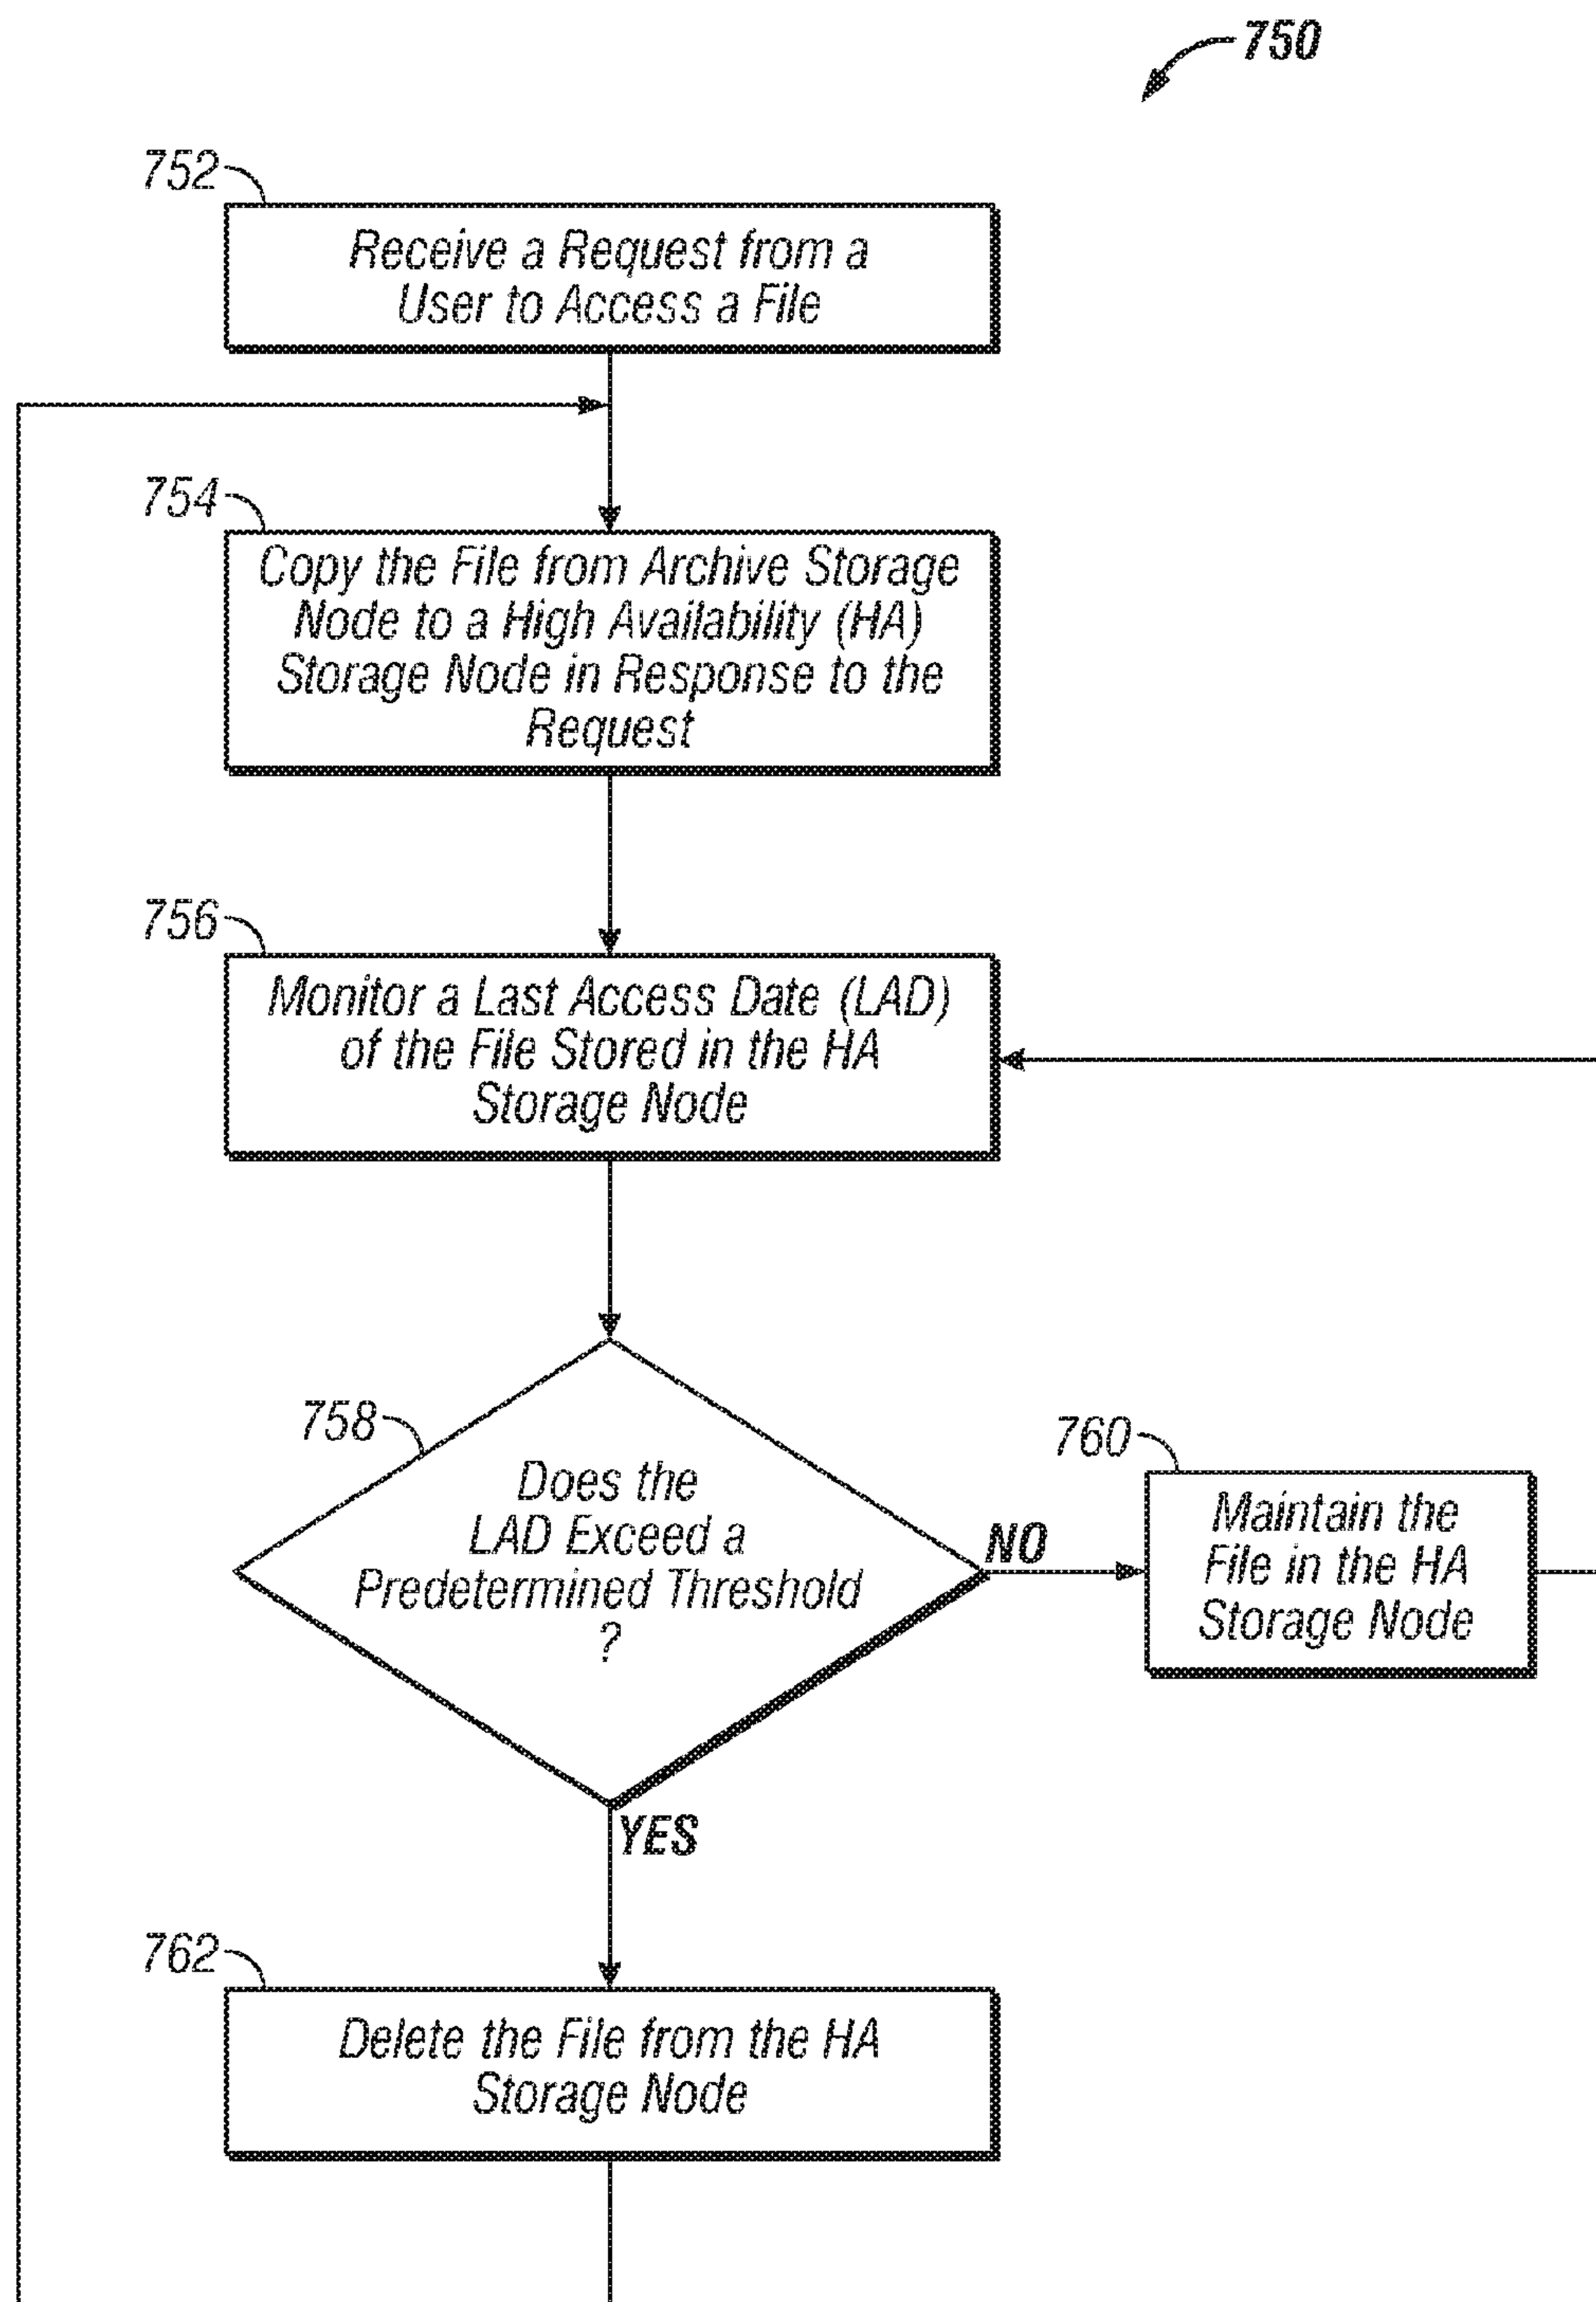 750
752
Receive a Request from a
User to Access a File
754
Copy the File from Archive Storage
Node to a High Availability (HA)
Storage Node in Response to the
Request
756
Monitor a Last Access Date (LAD)
of the File Stored in the HA
Storage Node
758
Does the
LAD Exceed a
Predetermined Threshold
?
NO
760
Maintain the
File in the HA
Storage Node
YES
762
Delete the File from the HA
Storage Node